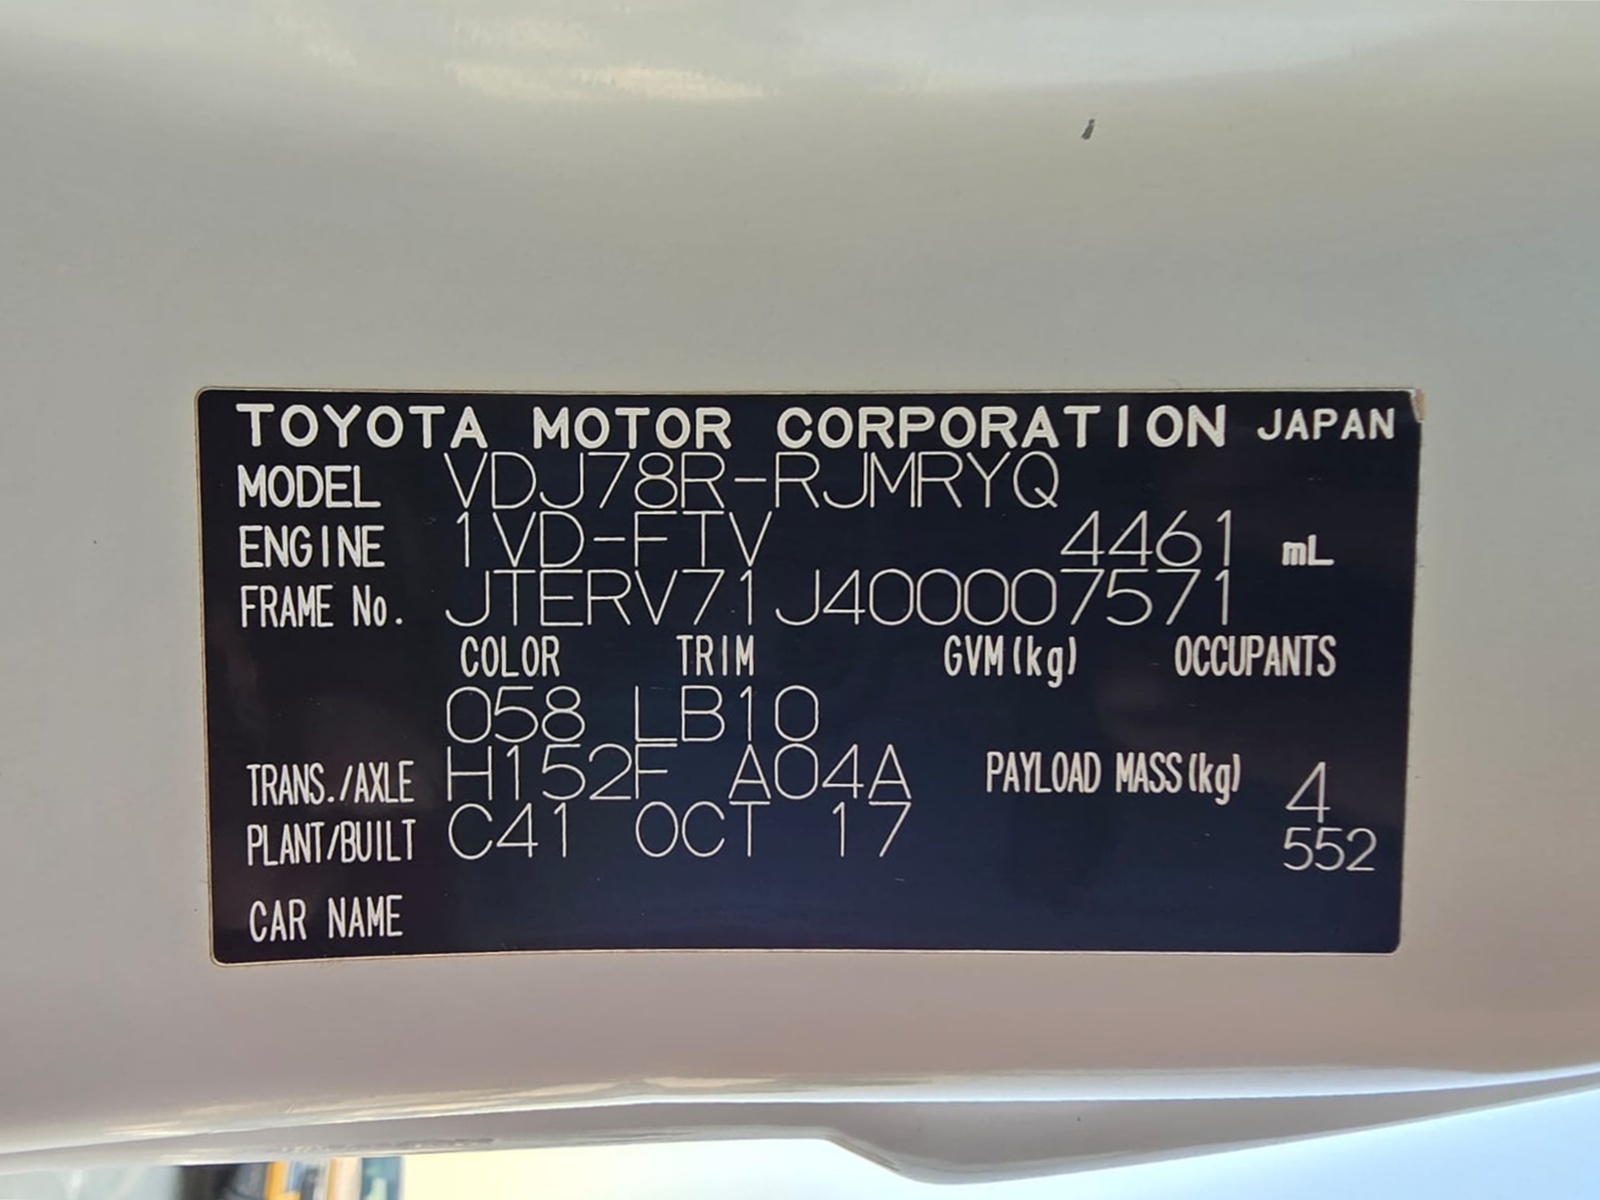 TOYOTA MOTOR CORPORATION JAPAN
MODEL VDJ78R-RJMRYQ
ENGINE 1VD-FTV 4461 mL
FRAME No. JTERV71J400007571
COLOR TRIM GVM(kg) OCCUPANTS
058 LB10
TRANS./AXLE H152F A04A PAYLOAD MASS(kg) 4
PLANT/BUILT C41 OCT 17 552
CAR NAME